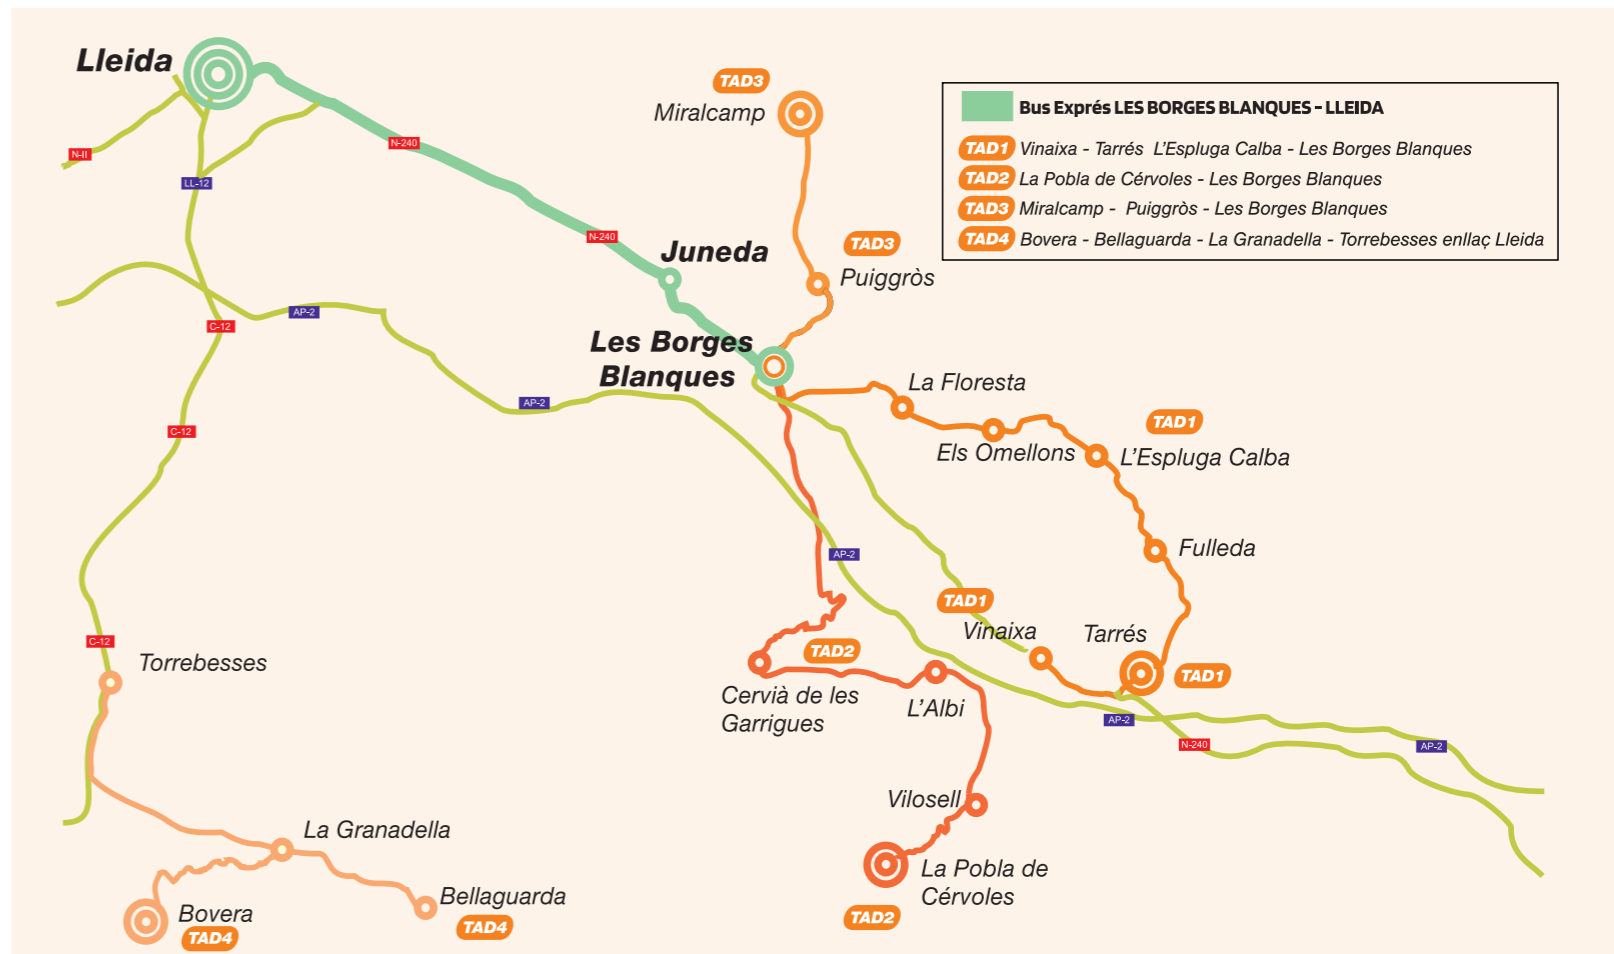 Lleida
TAD3
Miralcamp
Bus Exprés LES BORGES BLANQUES - LLEIDA
TAD1 Vinaixa - Tarrés L'Espluga Calba - Les Borges Blanques
TAD2 La Pobla de Cérvoles - Les Borges Blanques
TAD3 Miralcamp - Puiggròs - Les Borges Blanques
TAD4 Bovera - Bellaguarda - La Granadella - Torrebesses enllaç Lleida
N-II
N-240
LL-12
N-240
Juneda
TAD3
Puiggròs
AP-2
C-12
Les Borges
Blanques
La Floresta
AP-2
C-12
TAD1
Els Omellons
L'Espluga Calba
AP-2
Fulleda
TAD1
Vinaixa
Tarrés
C-12
Torrebesses
TAD2
TAD1
Cervià de les
Garrigues
L'Albi
AP-2
N-240
AP-2
Vilosell
La Granadella
La Pobla de
Cérvoles
TAD2
Bellaguarda
TAD4
Bovera
TAD4